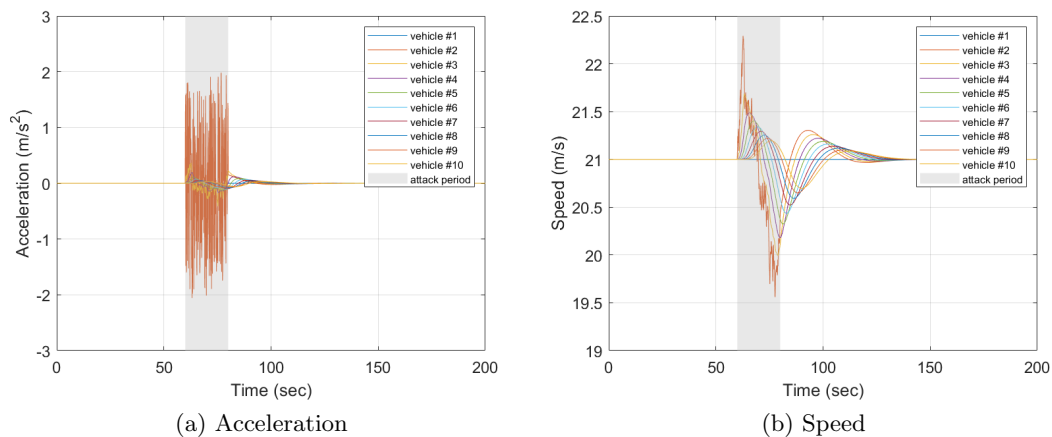 3
2
1
0
-1
-2
-3
Acceleration (m/s²)
0
50
100
150
200
Time (sec)
vehicle #1
vehicle #2
vehicle #3
vehicle #4
vehicle #5
vehicle #6
vehicle #7
vehicle #8
vehicle #9
vehicle #10
attack period
(a) Acceleration
22.5
22
21.5
21
20.5
20
19.5
19
Speed (m/s)
0
50
100
150
200
Time (sec)
vehicle #1
vehicle #2
vehicle #3
vehicle #4
vehicle #5
vehicle #6
vehicle #7
vehicle #8
vehicle #9
vehicle #10
attack period
(b) Speed